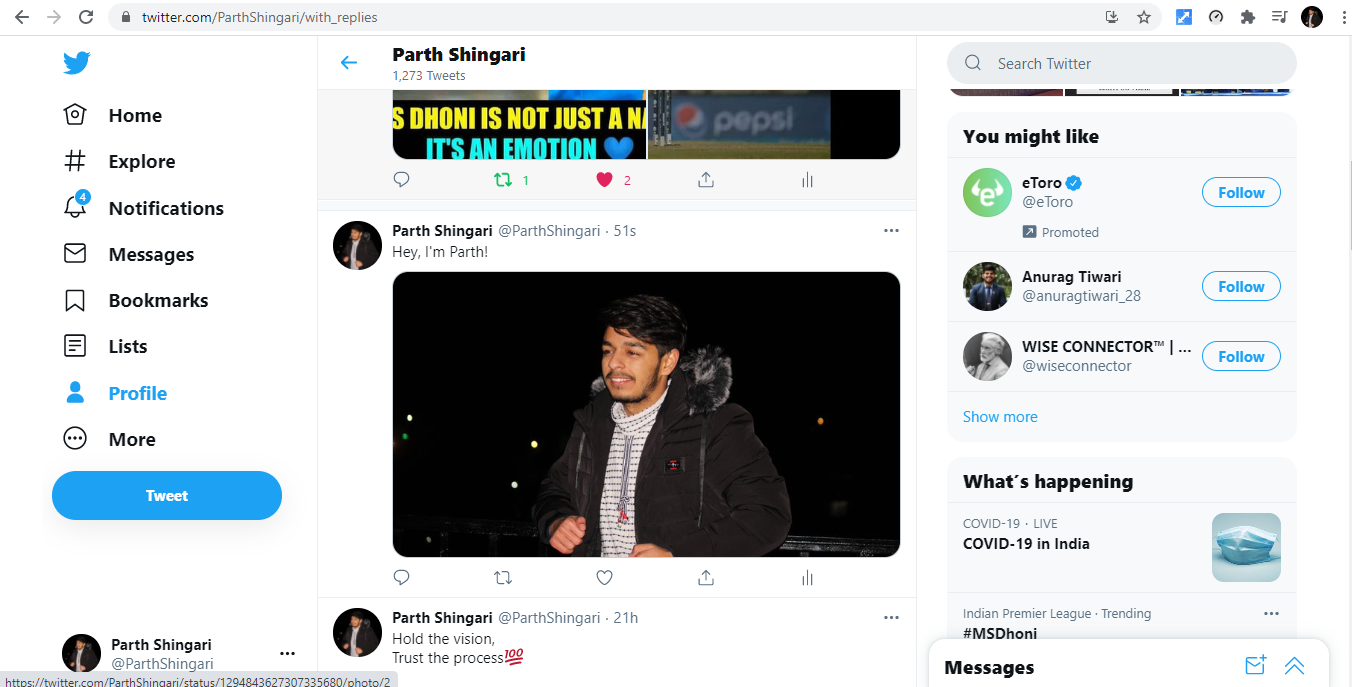 twitter.com/ParthShingari/with_replies
Home
Explore
4
Notifications
Messages
Bookmarks
Lists
Profile
More
Tweet
Parth Shingari
@ParthShingari
https://twitter.com/ParthShingari/status/1294843627307335680/photo/2
Parth Shingari
1,273 Tweets
S DHONI IS NOT JUST A NA
IT'S AN EMOTION 💙
pepsi
1
2
Parth Shingari @ParthShingari · 51s
Hey, I'm Parth!
Parth Shingari @ParthShingari · 21h
Hold the vision,
Trust the process💯
Search Twitter
You might like
eToro
@eToro
Follow
Promoted
Anurag Tiwari
@anuragtiwari_28
Follow
WISE CONNECTOR™ | ...
@wiseconnector
Follow
Show more
What´s happening
COVID-19 · LIVE
COVID-19 in India
Indian Premier League · Trending
#MSDhoni
Messages